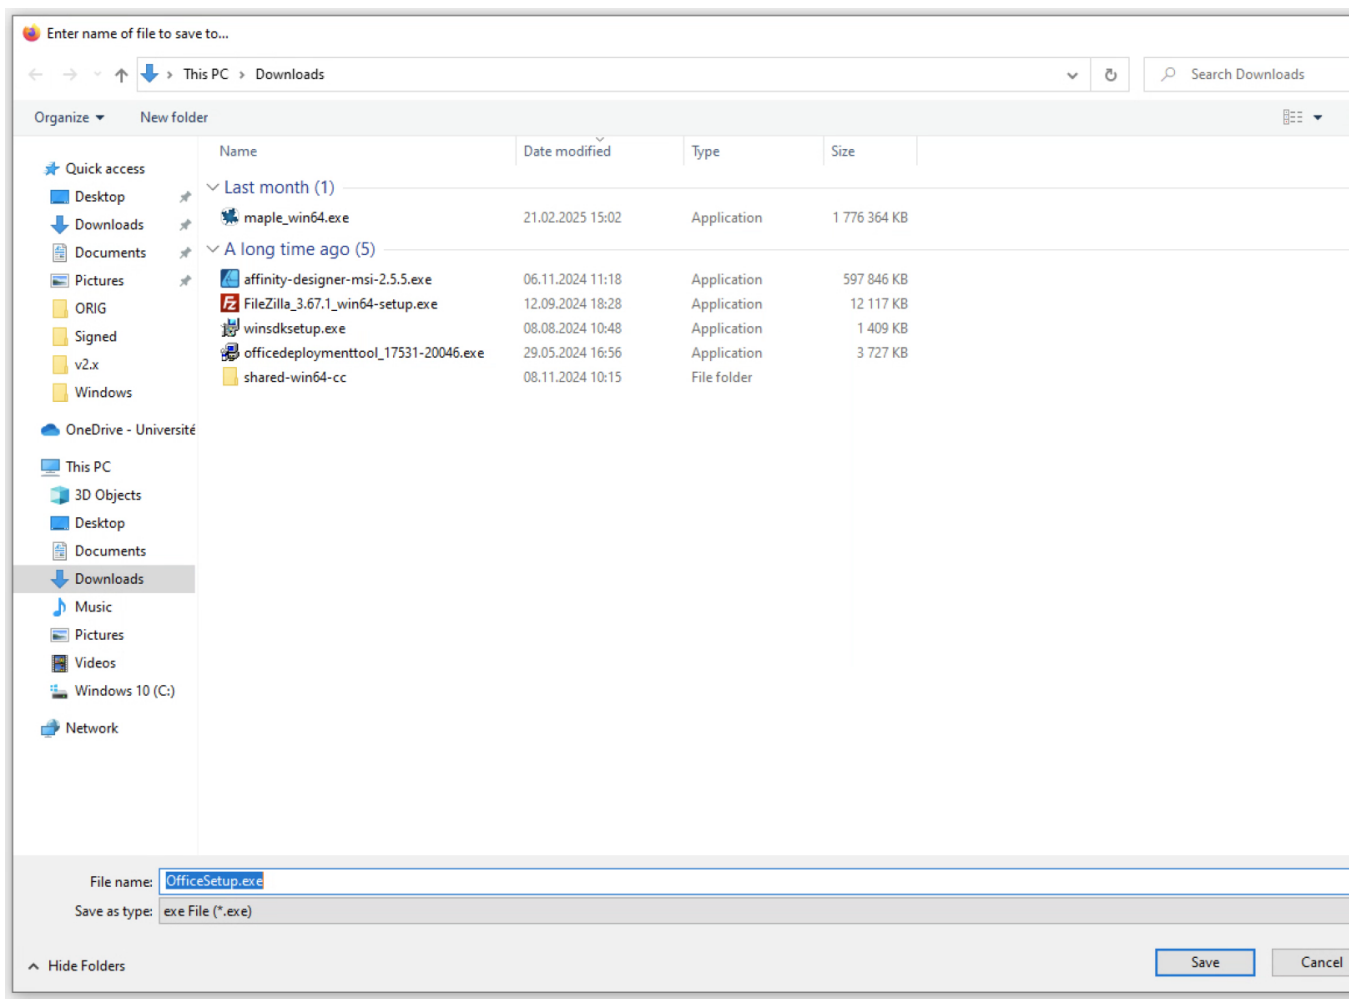 Enter name of file to save to...
This PC > Downloads
Search Downloads
Organize
New folder
Name
Date modified
Type
Size
Quick access
Desktop
Downloads
Documents
Pictures
ORIG
Signed
v2.x
Windows
OneDrive - Université
This PC
3D Objects
Desktop
Documents
Downloads
Music
Pictures
Videos
Windows 10 (C:)
Network
Last month (1)
maple_win64.exe 21.02.2025 15:02 Application 1 776 364 KB
A long time ago (5)
affinity-designer-msi-2.5.5.exe 06.11.2024 11:18 Application 597 846 KB
FileZilla_3.67.1_win64-setup.exe 12.09.2024 18:28 Application 12 117 KB
winsdksetup.exe 08.08.2024 10:48 Application 1 409 KB
officedeploymenttool_17531-20046.exe 29.05.2024 16:56 Application 3 727 KB
shared-win64-cc 08.11.2024 10:15 File folder
File name: OfficeSetup.exe
Save as type: exe File (*.exe)
Hide Folders
Save
Cancel